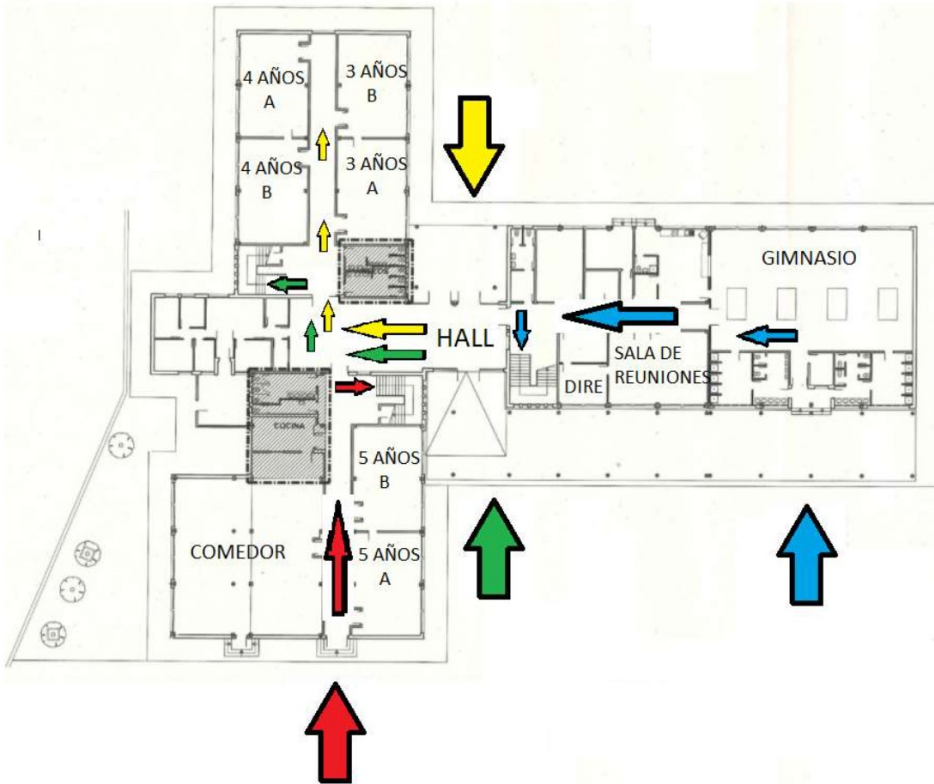 4 AÑOS
A
3 AÑOS
B
4 AÑOS
B
3 AÑOS
A
GIMNASIO
HALL
SALA DE
REUNIONES
DIRE
COCINA
5 AÑOS
B
COMEDOR
5 AÑOS
A